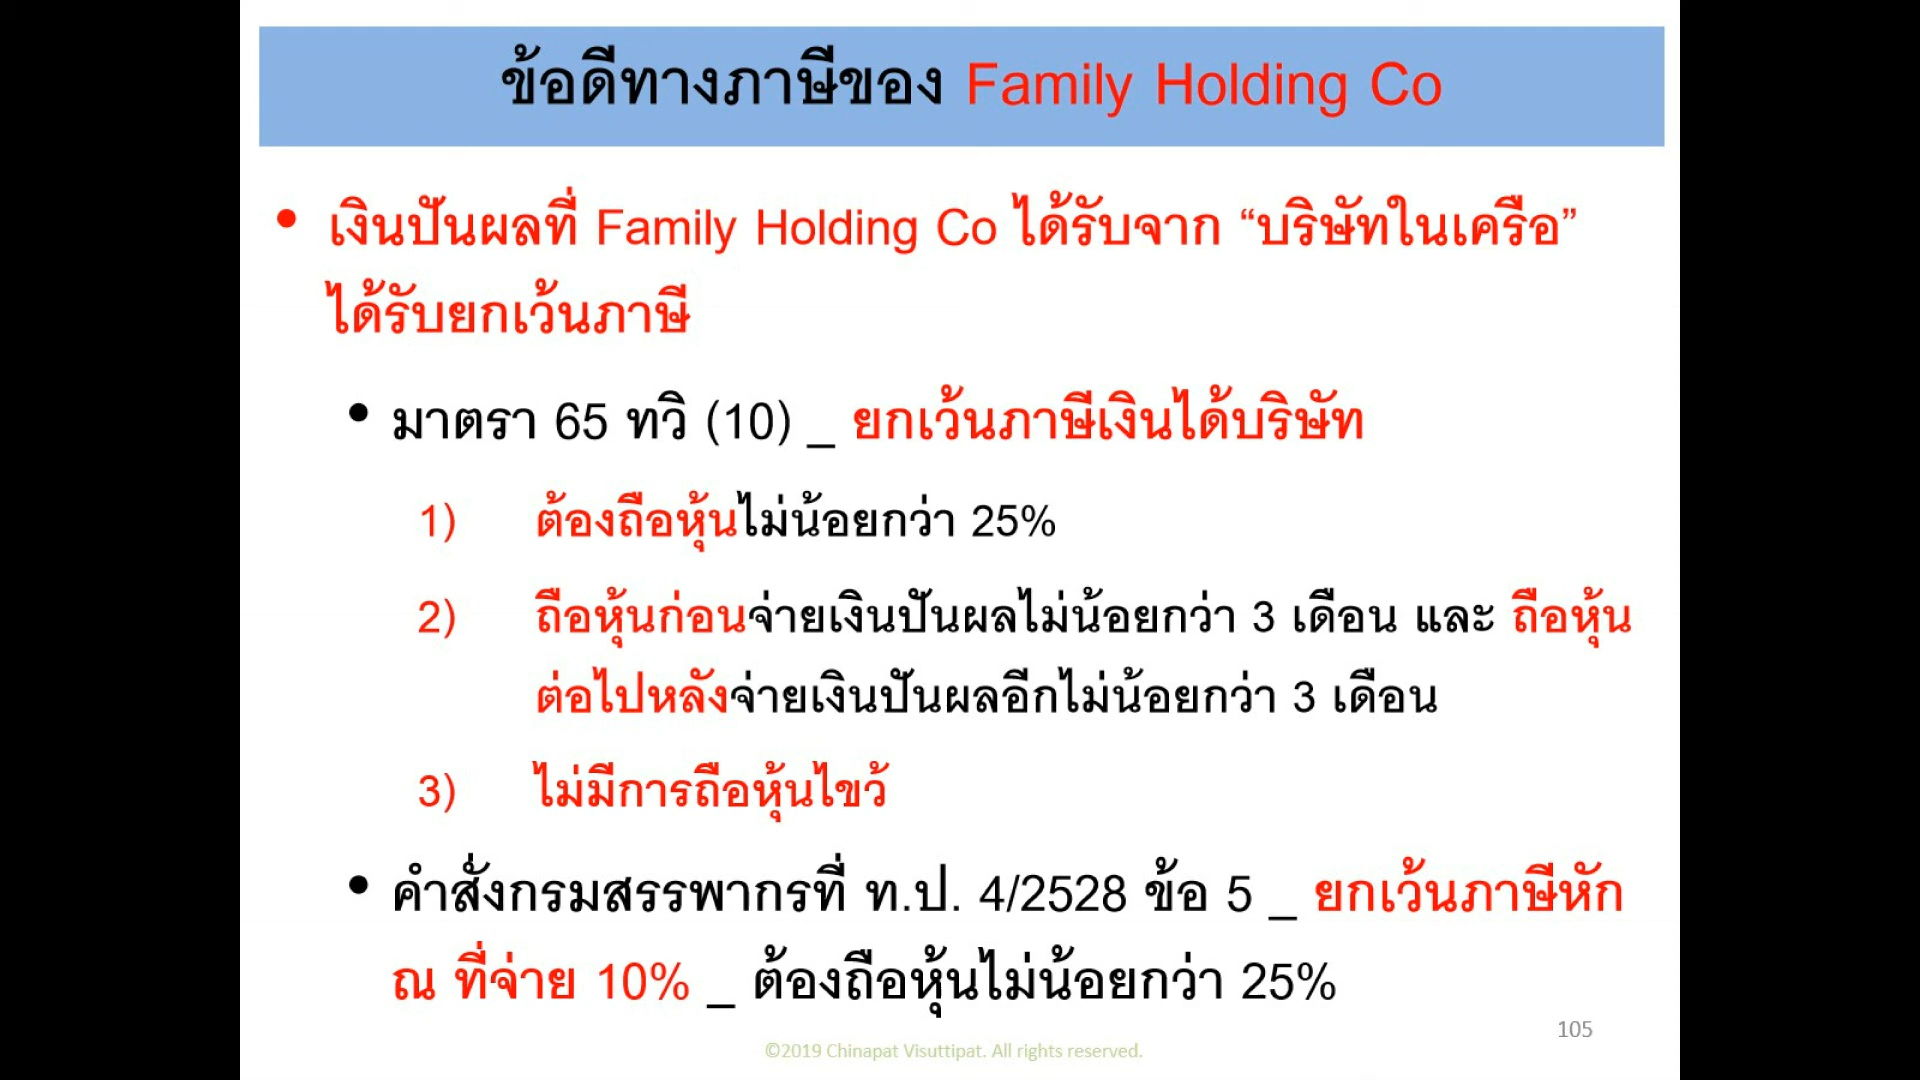 ข้อดีทางภาษีของ Family Holding Co
• เงินปันผลที่ Family Holding Co ได้รับจาก “บริษัทในเครือ”
ได้รับยกเว้นภาษี
• มาตรา 65 ทวิ (10) _ ยกเว้นภาษีเงินได้บริษัท
1) ต้องถือหุ้นไม่น้อยกว่า 25%
2) ถือหุ้นก่อนจ่ายเงินปันผลไม่น้อยกว่า 3 เดือน และ ถือหุ้น
ต่อไปหลังจ่ายเงินปันผลอีกไม่น้อยกว่า 3 เดือน
3) ไม่มีการถือหุ้นไขว้
• คำสั่งกรมสรรพากรที่ ท.ป. 4/2528 ข้อ 5 _ ยกเว้นภาษีหัก
ณ ที่จ่าย 10% _ ต้องถือหุ้นไม่น้อยกว่า 25%
105
©2019 Chinapat Visuttipat. All rights reserved.